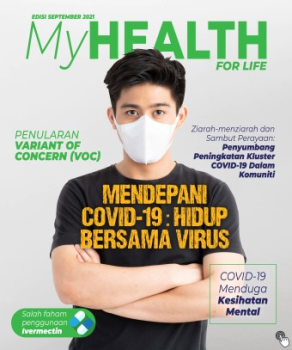 EDISI SEPTEMBER 2021
MyHEALTH
FOR LIFE
PENULARAN
VARIANT OF
CONCERN (VOC)
Ziarah-menziarah dan
Sambut Perayaan:
Penyumbang
Peningkatan Kluster
COVID-19 Dalam
Komuniti
MENDEPANI
COVID-19 : HIDUP
BERSAMA VIRUS
COVID-19
Menduga
Kesihatan
Mental
Salah faham
penggunaan
ivermectin